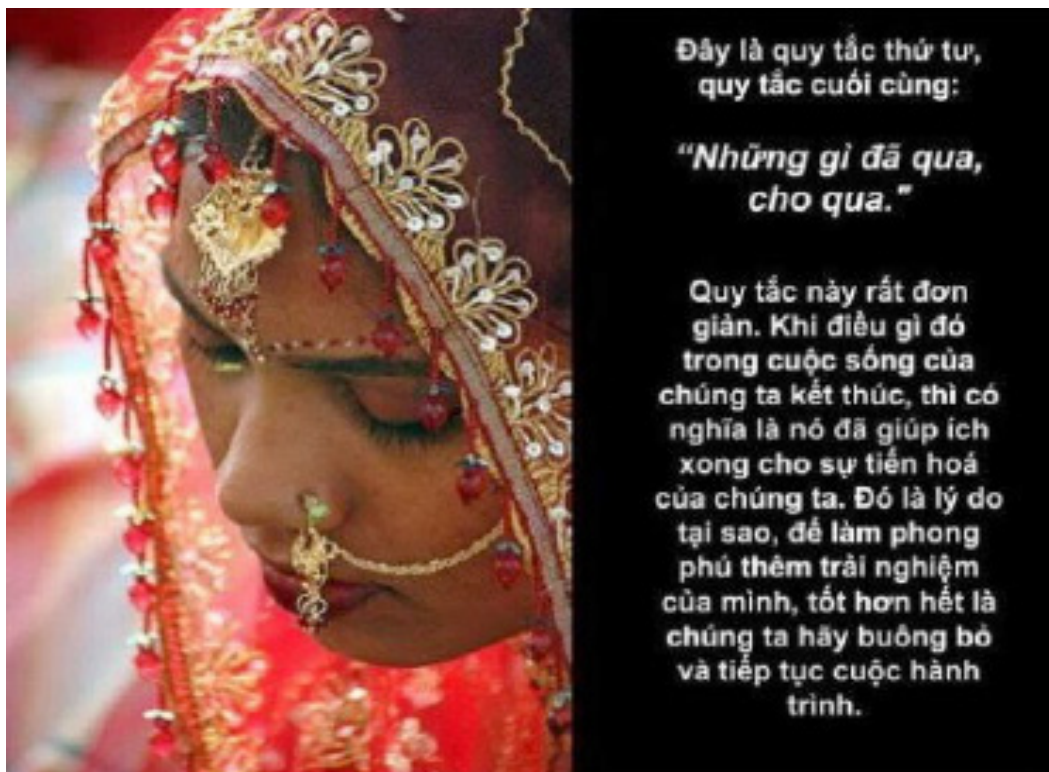 Đây là quy tắc thứ tư,
quy tắc cuối cùng:
“Những gì đã qua,
cho qua.”
Quy tắc này rất đơn
giản. Khi điều gì đó
trong cuộc sống của
chúng ta kết thúc, thì có
nghĩa là nó đã giúp ích
xong cho sự tiến hoá
của chúng ta. Đó là lý do
tại sao, để làm phong
phú thêm trải nghiệm
của mình, tốt hơn hết là
chúng ta hãy buông bỏ
và tiếp tục cuộc hành
trình.